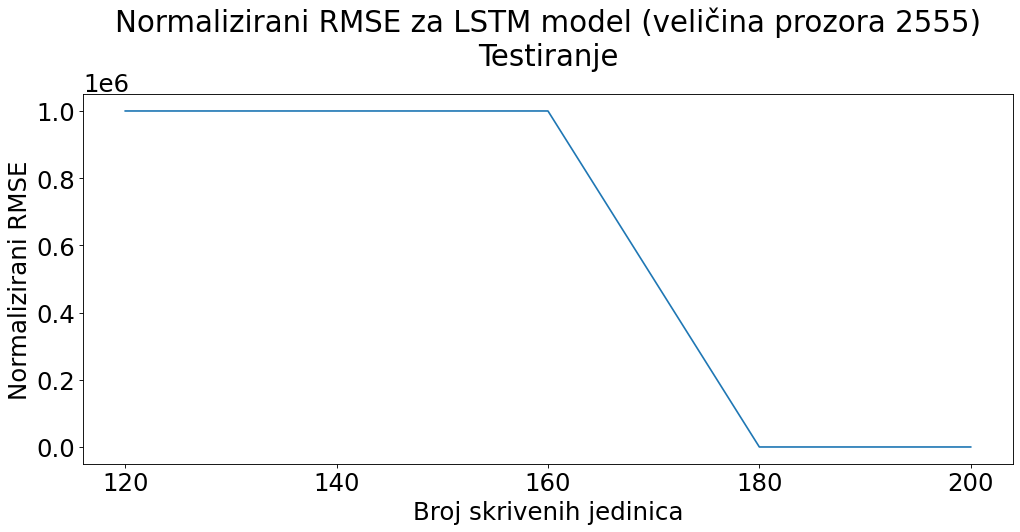 Normalizirani RMSE za LSTM model (veličina prozora 2555)
Testiranje
1e6
1.0
0.8
0.6
0.4
0.2
0.0
Normalizirani RMSE
120
140
160
180
200
Broj skrivenih jedinica